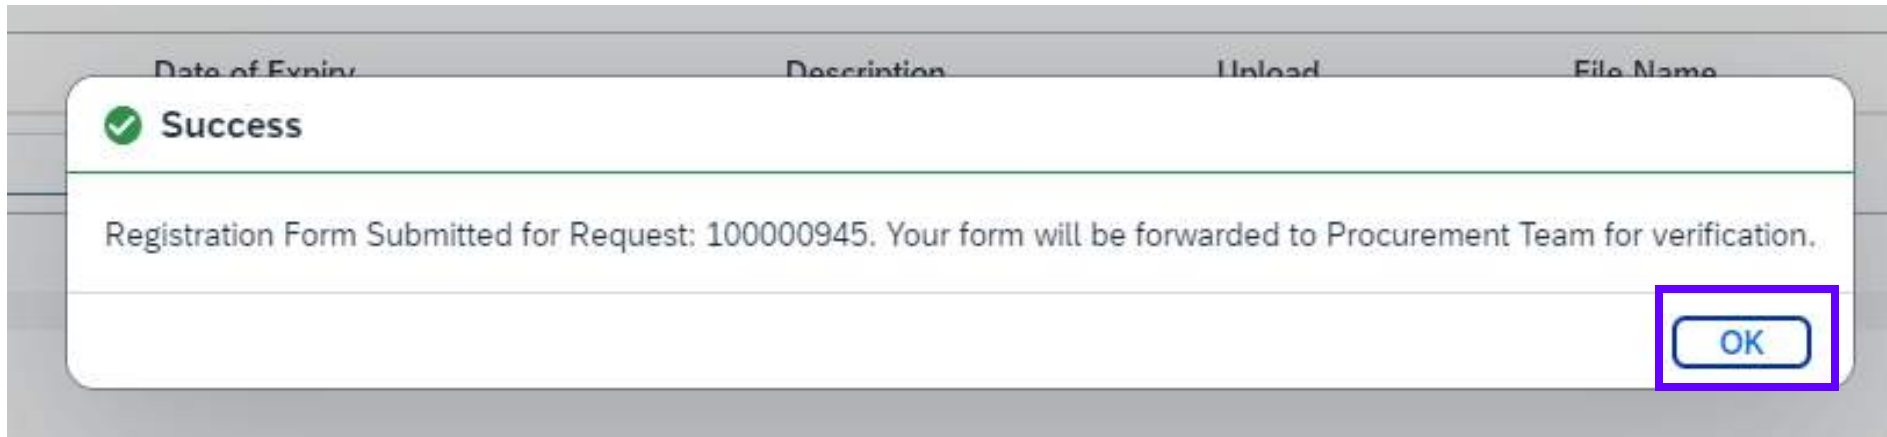 Date of Expiry Description Upload File Name
Success
Registration Form Submitted for Request: 100000945. Your form will be forwarded to Procurement Team for verification.
OK